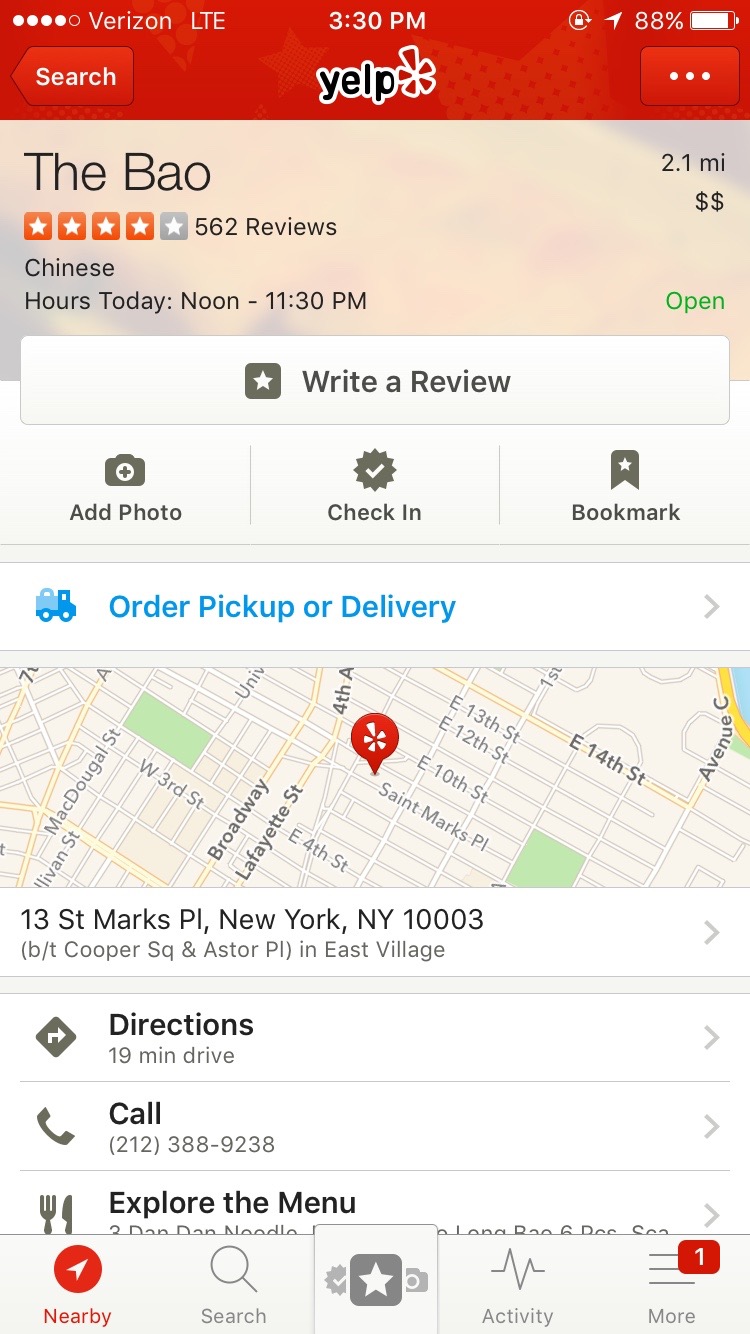 Verizon LTE 3:30 PM 88%
Search yelp
The Bao 2.1 mi
$$
562 Reviews
Chinese
Hours Today: Noon - 11:30 PM Open
Write a Review
Add Photo Check In Bookmark
Order Pickup or Delivery
4th A
1st
Univ
E 13th St
E 12th St
E 14th St
Avenue C
MacDougal St
W 3rd St
E 10th St
Broadway
Lafayette St
Saint Marks Pl
E 4th St
llivan St
13 St Marks Pl, New York, NY 10003
(b/t Cooper Sq & Astor Pl) in East Village
Directions
19 min drive
Call
(212) 388-9238
Explore the Menu
3 Dan Dan Noodle, Long Bao 6 Pcs, Sca
1
Nearby Search Activity More